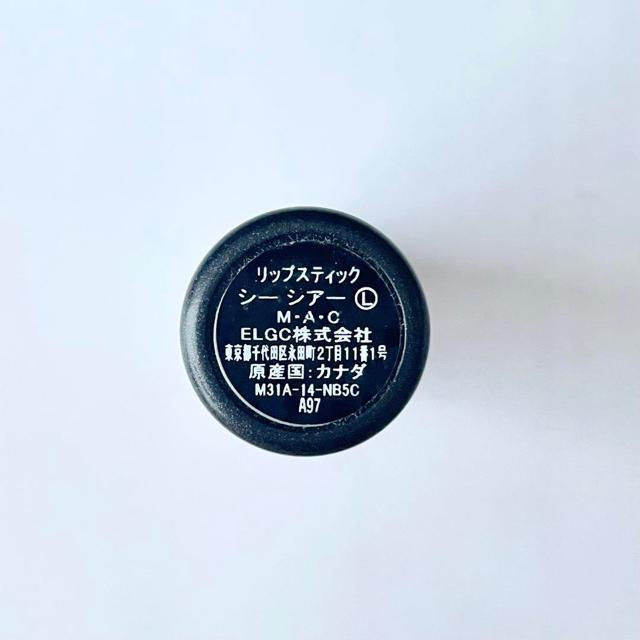 リップスティック
シー シアー Ⓛ
M・A・C
ELGC株式会社
東京都千代田区永田町2丁目11番1号
原産国:カナダ
M31A-14-NB5C
A97